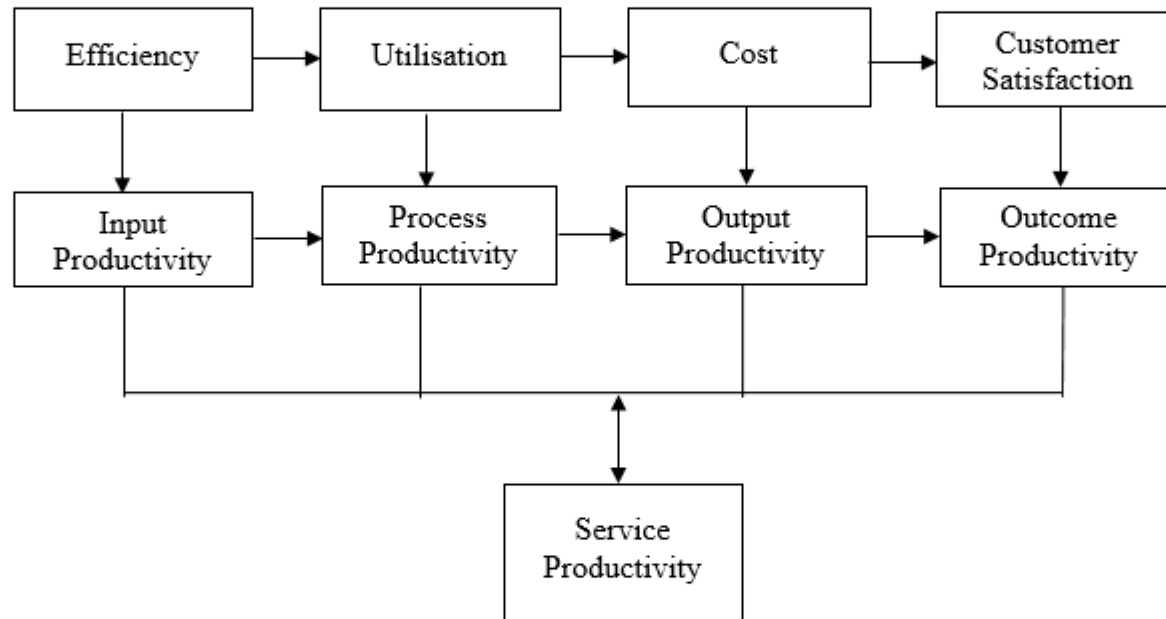 Efficiency
Utilisation
Cost
Customer
Satisfaction
Input
Productivity
Process
Productivity
Output
Productivity
Outcome
Productivity
Service
Productivity